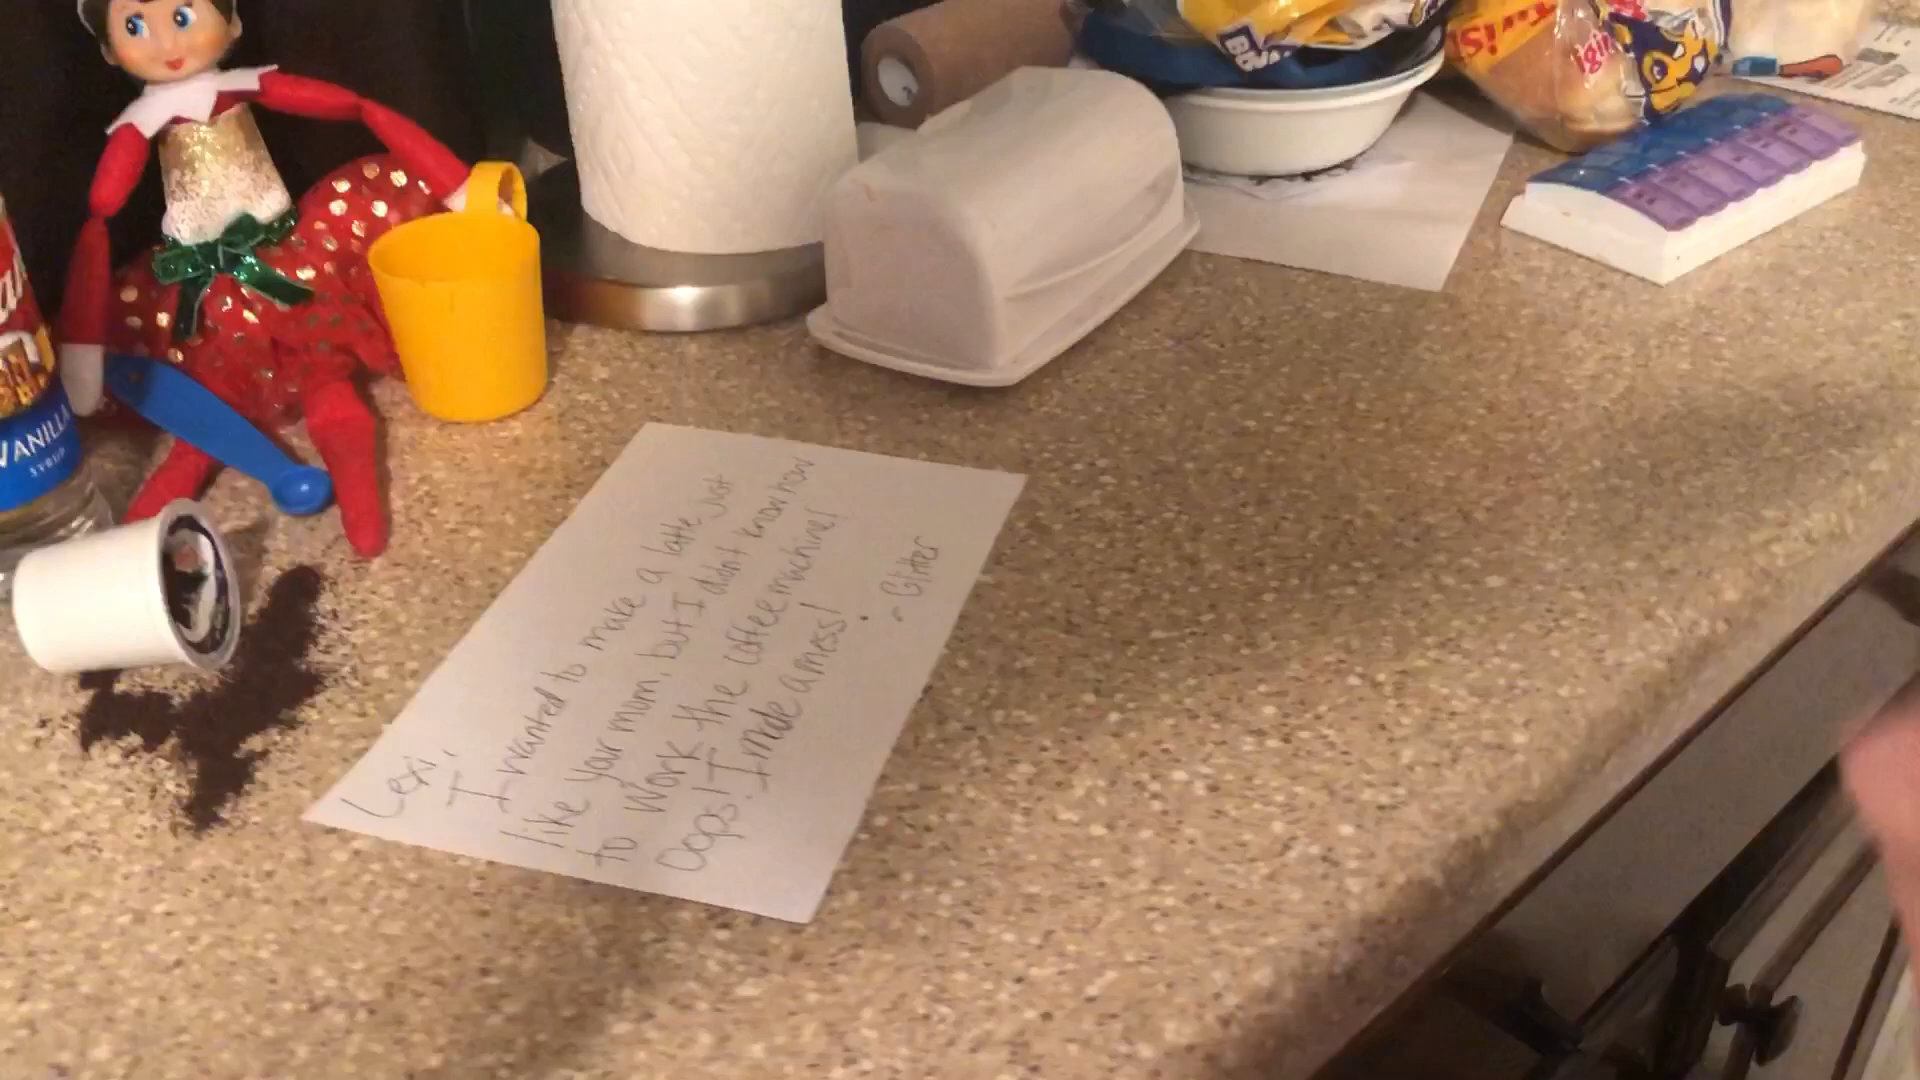 VANILLA
SYRUP
Lexi,
I wanted to make a latte just
like your mom, but I didn't know how
to work the coffee machine!
Oops! I made a mess!
- Glitter